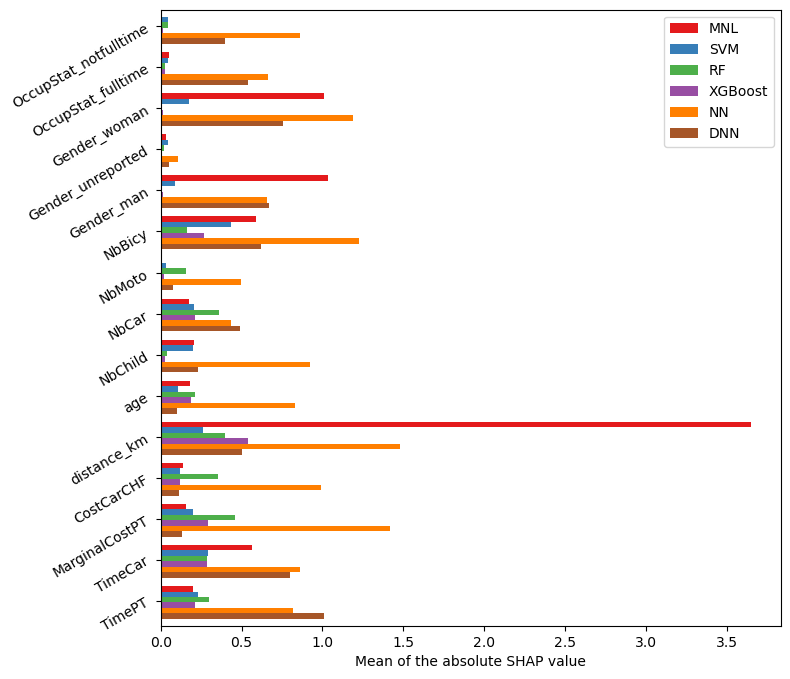 OccupStat_notfulltime
OccupStat_fulltime
Gender_woman
Gender_unreported
Gender_man
NbBicy
NbMoto
NbCar
NbChild
age
distance_km
CostCarCHF
MarginalCostPT
TimeCar
TimePT
MNL
SVM
RF
XGBoost
NN
DNN
0.0 0.5 1.0 1.5 2.0 2.5 3.0 3.5
Mean of the absolute SHAP value